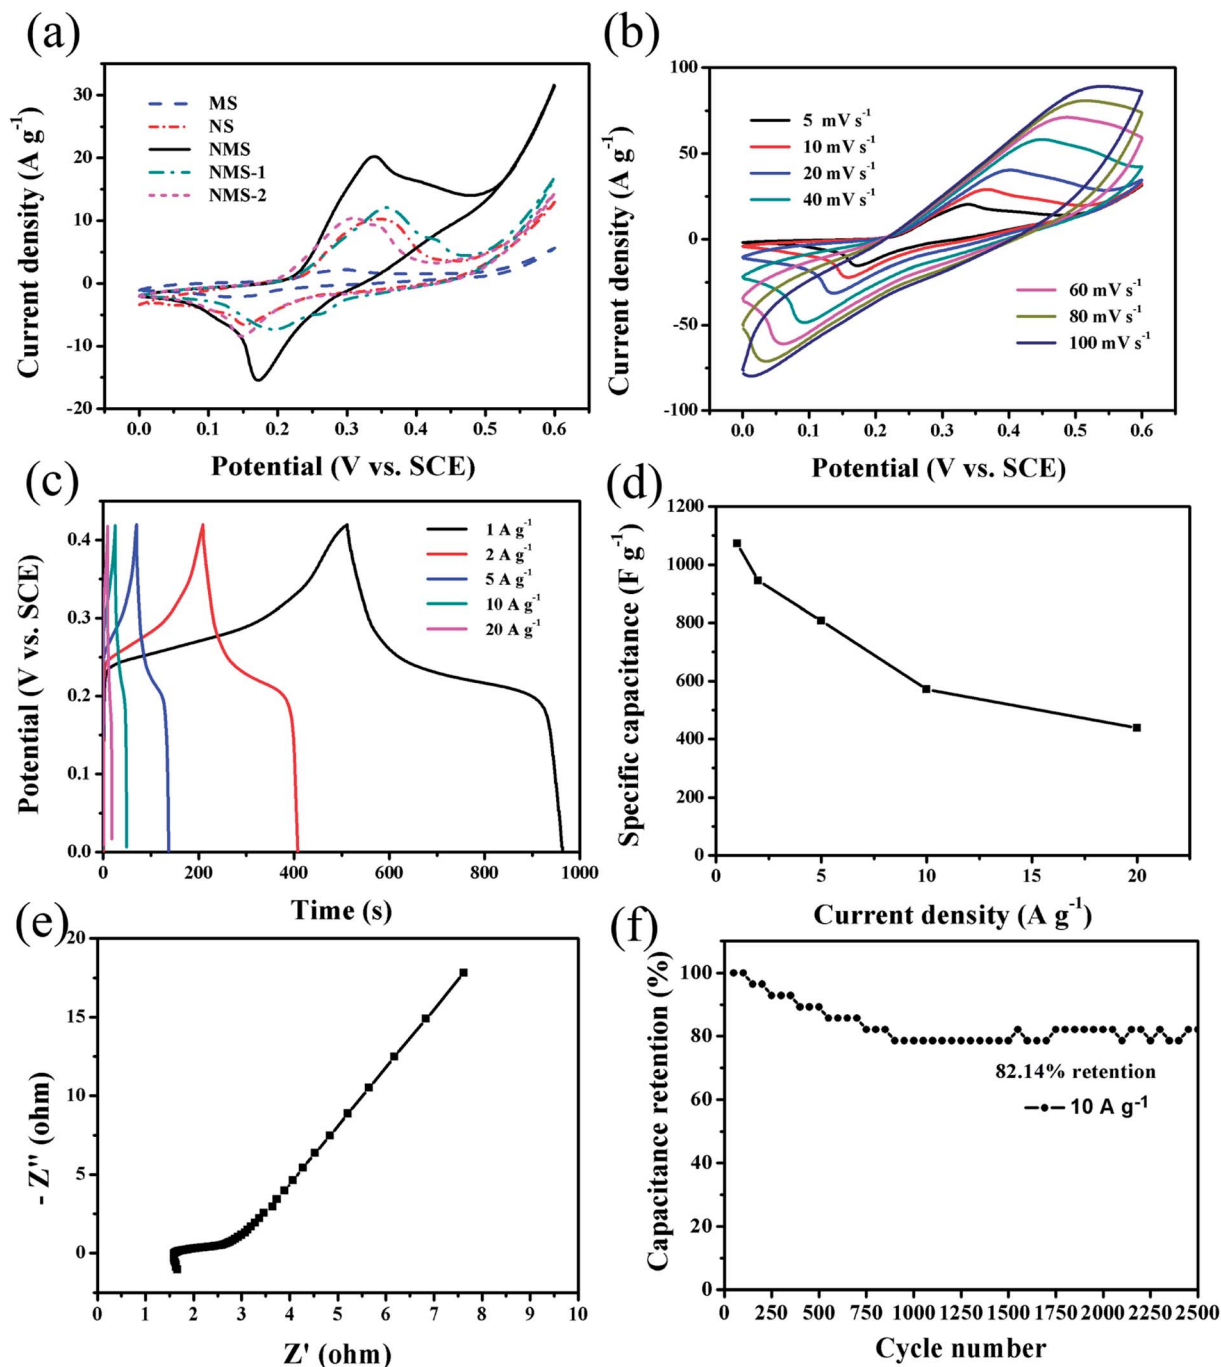 (a)
Current density (A g⁻¹)
30
20
10
0
-10
-20
MS
NS
NMS
NMS-1
NMS-2
0.0 0.1 0.2 0.3 0.4 0.5 0.6
Potential (V vs. SCE)
(b)
Current density (A g⁻¹)
100
50
0
-50
-100
5 mV s⁻¹
10 mV s⁻¹
20 mV s⁻¹
40 mV s⁻¹
60 mV s⁻¹
80 mV s⁻¹
100 mV s⁻¹
0.0 0.1 0.2 0.3 0.4 0.5 0.6
Potential (V vs. SCE)
(c)
Potential (V vs. SCE)
0.4
0.3
0.2
0.1
0.0
1 A g⁻¹
2 A g⁻¹
5 A g⁻¹
10 A g⁻¹
20 A g⁻¹
0 200 400 600 800 1000
Time (s)
(d)
Specific capacitance (F g⁻¹)
1200
1000
800
600
400
200
0
5 10 15 20
Current density (A g⁻¹)
(e)
- Z'' (ohm)
20
15
10
5
0
0 1 2 3 4 5 6 7 8 9 10
Z' (ohm)
(f)
Capacitance retention (%)
100
80
60
40
20
0
82.14% retention
10 A g⁻¹
0 250 500 750 1000 1250 1500 1750 2000 2250 2500
Cycle number